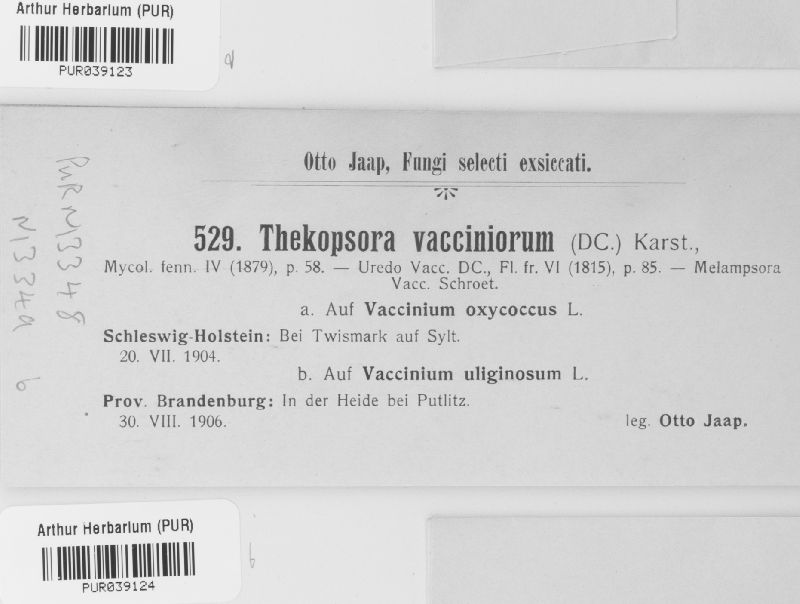 Arthur Herbarium (PUR)
PUR039123
a
Otto Jaap, Fungi selecti exsiccati.
529. Thekopsora vacciniorum (DC.) Karst.,
Mycol. fenn. IV (1879), p. 58. — Uredo Vacc. DC., Fl. fr. VI (1815), p. 85. — Melampsora
Vacc. Schroet.
a. Auf Vaccinium oxycoccus L.
Schleswig-Holstein: Bei Twismark auf Sylt.
20. VII. 1904.
b. Auf Vaccinium uliginosum L.
Prov. Brandenburg: In der Heide bei Putlitz.
30. VIII. 1906.
leg. Otto Jaap.
PUR N13348
N13349 b
Arthur Herbarium (PUR)
PUR039124
b